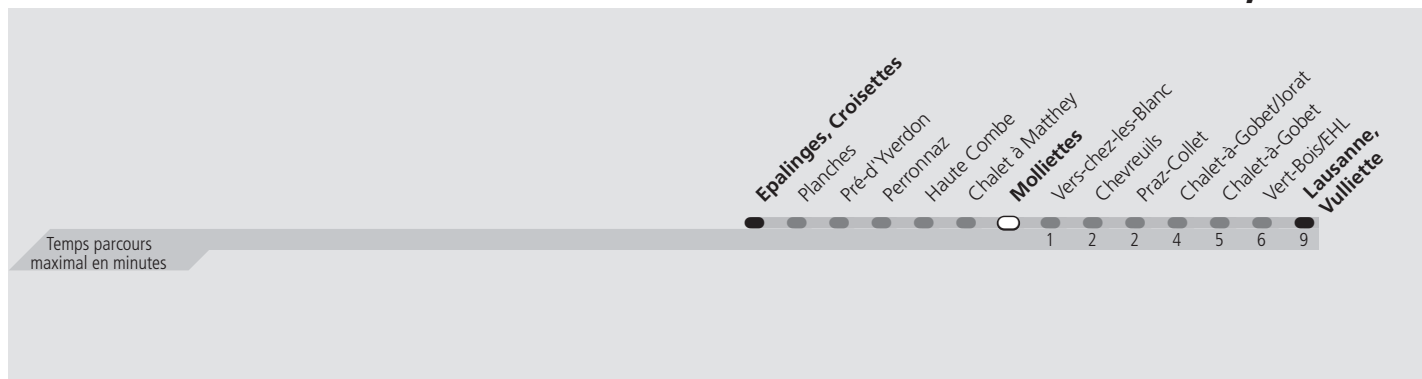 Epalinges, Croisettes
Planches
Pré-d'Yverdon
Perronnaz
Haute Combe
Chalet à Matthey
Molliettes
Vers-chez-les-Blanc
Chevreuils
Praz-Collet
Chalet-à-Gobet/Jorat
Chalet-à-Gobet
Vert-Bois/EHL
Lausanne,
Vulliette
Temps parcours
maximal en minutes
1 2 2 4 5 6 9